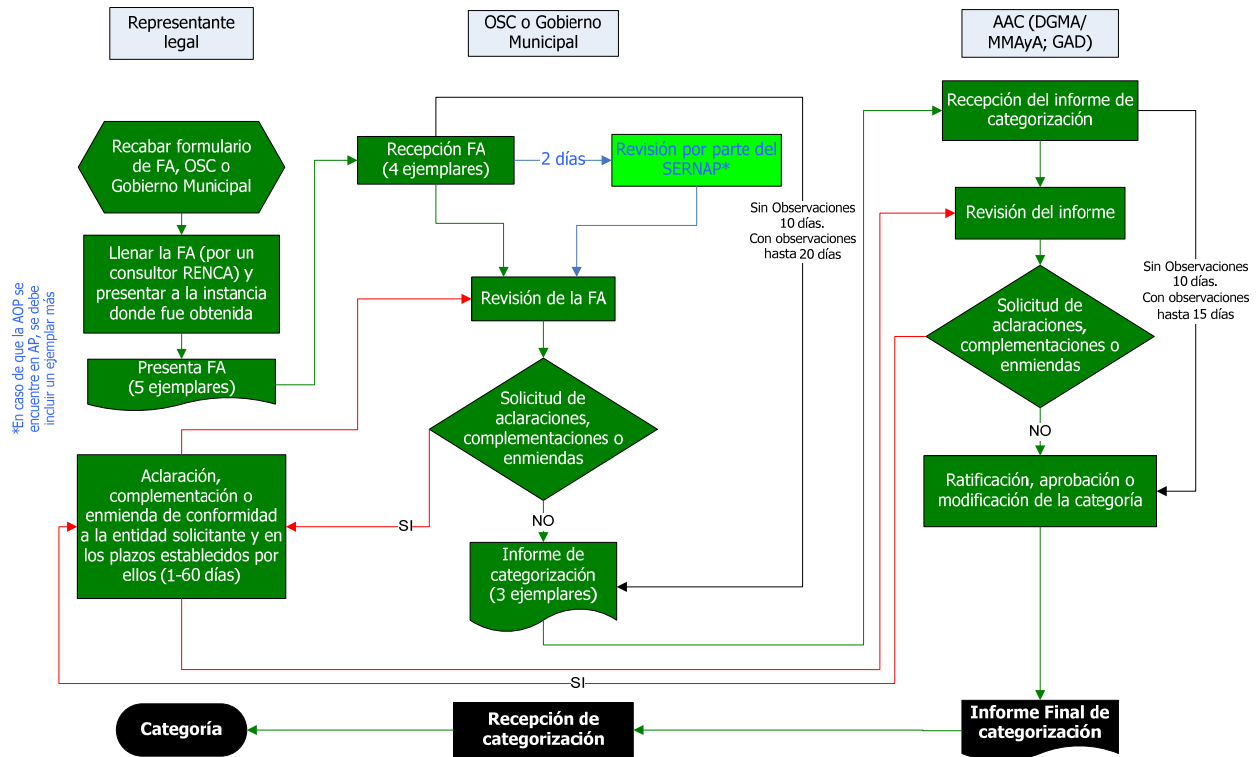 Representante
legal
OSC o Gobierno
Municipal
AAC (DGMA/
MMAyA; GAD)
Recabar formulario
de FA, OSC o
Gobierno Municipal
Llenar la FA (por un
consultor RENCA) y
presentar a la instancia
donde fue obtenida
Presenta FA
(5 ejemplares)
*En caso de que la AOP se
encuentre en AP, se debe
incluir un ejemplar más
Aclaración,
complementación o
enmienda de conformidad
a la entidad solicitante y en
los plazos establecidos por
ellos (1-60 días)
Recepción FA
(4 ejemplares)
2 días
Revisión por parte del
SERNAP*
Sin Observaciones
10 días.
Con observaciones
hasta 20 días
Revisión de la FA
Solicitud de
aclaraciones,
complementaciones o
enmiendas
SI
NO
Informe de
categorización
(3 ejemplares)
Recepción del informe de
categorización
Revisión del informe
Sin Observaciones
10 días.
Con observaciones
hasta 15 días
Solicitud de
aclaraciones,
complementaciones o
enmiendas
NO
Ratificación, aprobación o
modificación de la categoría
SI
Informe Final de
categorización
Recepción de
categorización
Categoría